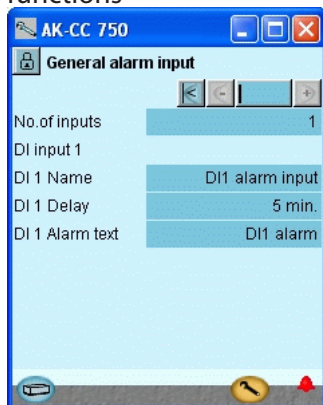 functions
AK-CC 750
General alarm input
No.of inputs 1
DI input 1
DI 1 Name DI1 alarm input
DI 1 Delay 5 min.
DI 1 Alarm text DI1 alarm